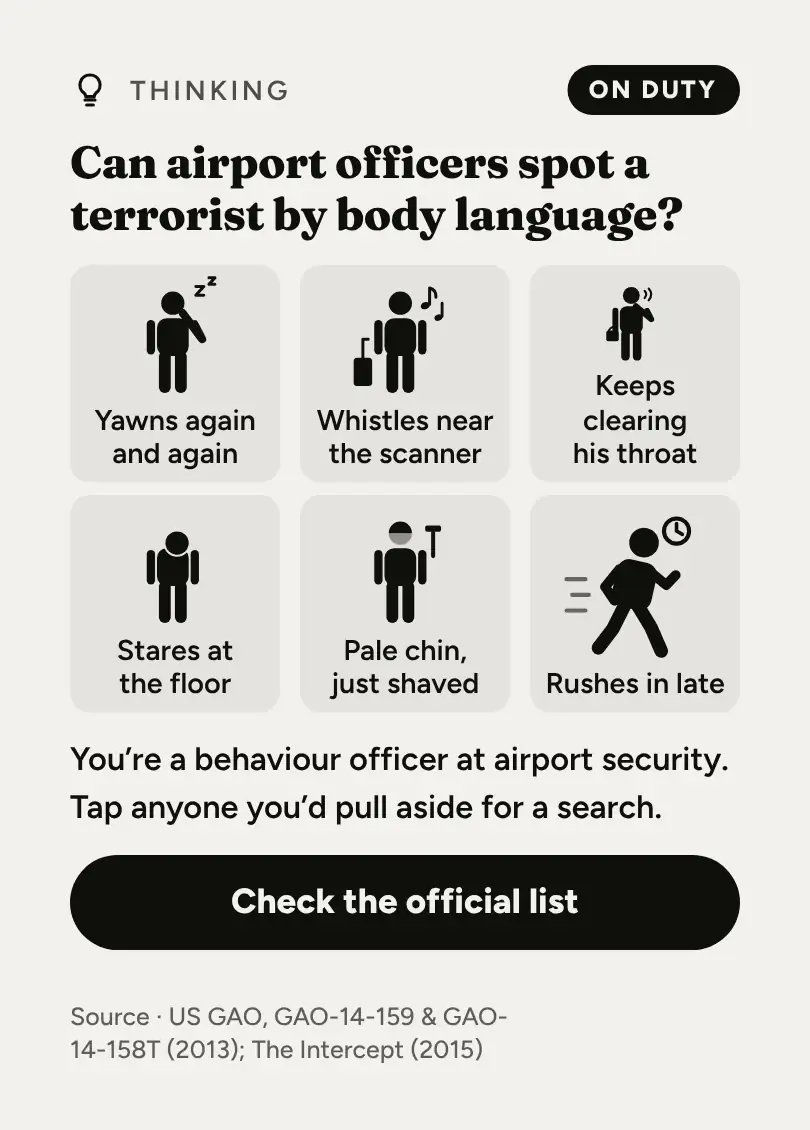 THINKING
ON DUTY
Can airport officers spot a
terrorist by body language?
zz
Yawns again
and again
Whistles near
the scanner
Keeps
clearing
his throat
Stares at
the floor
Pale chin,
just shaved
Rushes in late
You’re a behaviour officer at airport security.
Tap anyone you’d pull aside for a search.
Check the official list
Source · US GAO, GAO-14-159 & GAO-
14-158T (2013); The Intercept (2015)